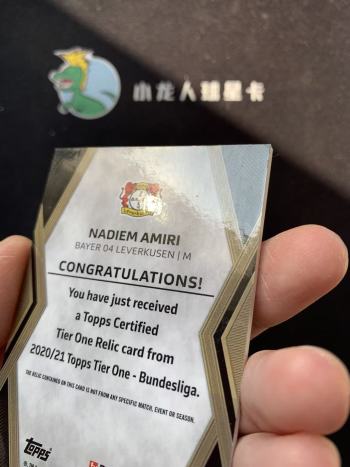 小龙人球星卡
NADIEM AMIRI
BAYER 04 LEVERKUSEN | M
CONGRATULATIONS!
You have just received
a Topps Certified
Tier One Relic card from
2020/21 Topps Tier One - Bundesliga.
THE RELIC CONTAINED ON THIS CARD IS NOT FROM ANY SPECIFIC MATCH, EVENT OR SEASON.
Topps